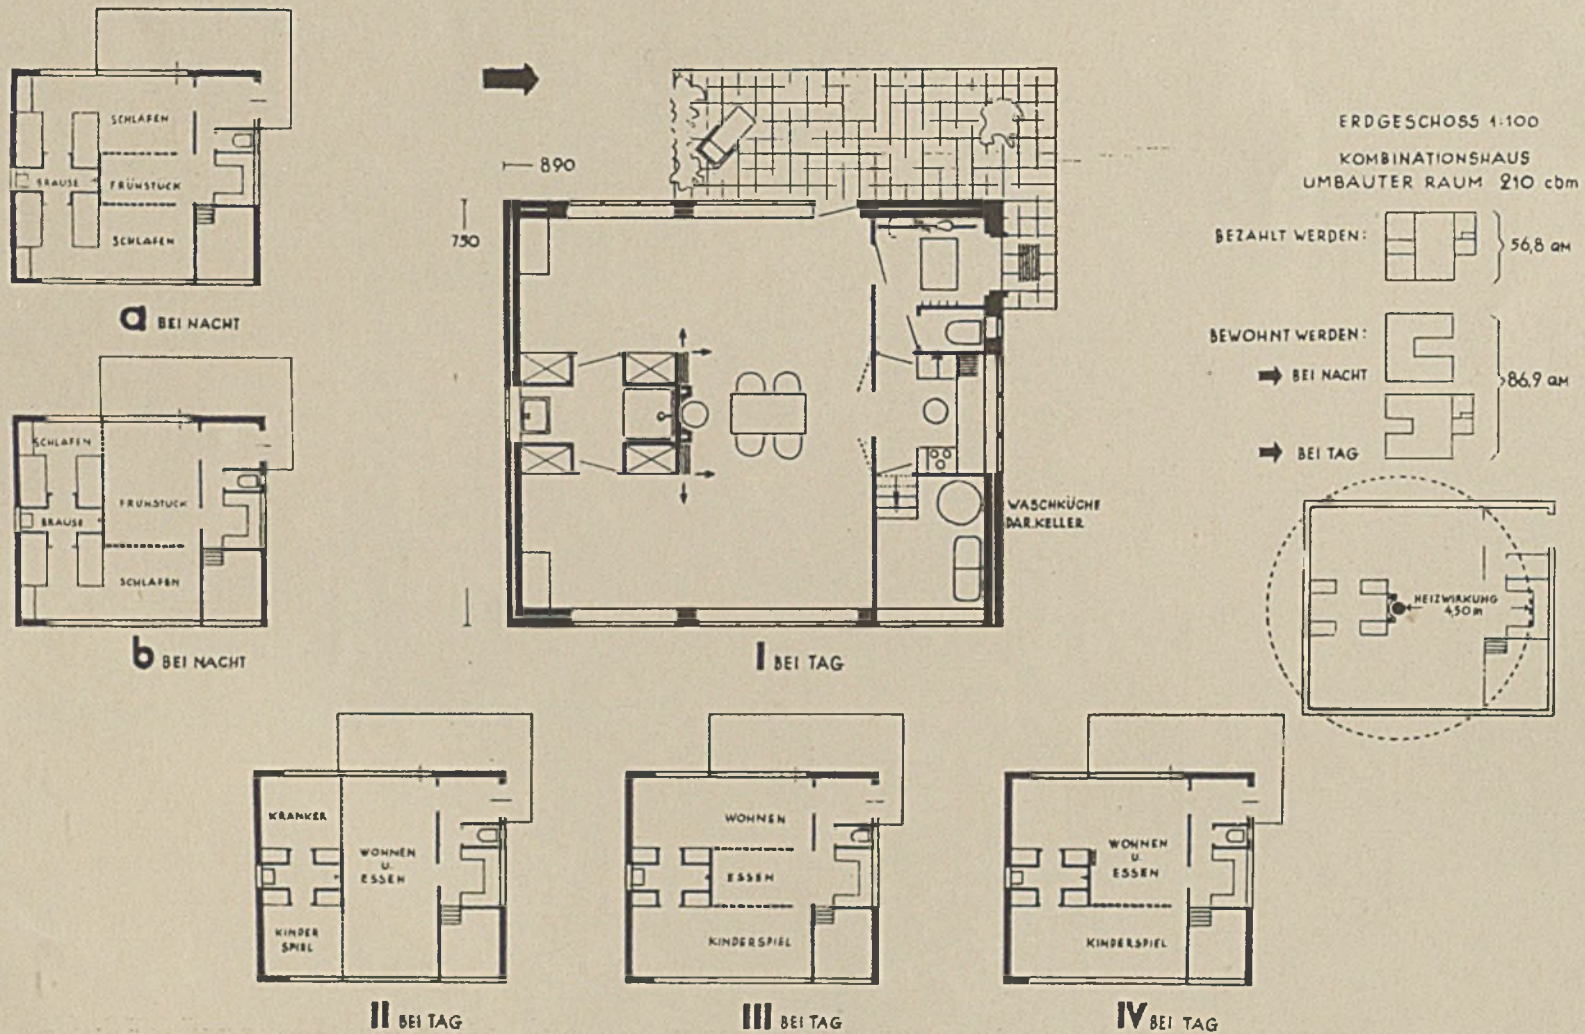 SCHLAFEN
BRAUSE
FRÜHSTÜCK
SCHLAFEN
a BEI NACHT
SCHLAFEN
FRÜHSTÜCK
BRAUSE
SCHLAFEN
b BEI NACHT
890
750
WASCHKÜCHE
DAR.KELLER
I BEI TAG
ERDGESCHOSS 1:100
KOMBINATIONSHAUS
UMBAUTER RAUM 210 cbm
BEZAHLT WERDEN:
56,8 QM
BEWOHNT WERDEN:
BEI NACHT
86,9 QM
BEI TAG
HEIZWIRKUNG
4,50 m
KRANKER
WOHNEN
U.
ESSEN
KINDER
SPIEL
II BEI TAG
WOHNEN
ESSEN
KINDERSPIEL
III BEI TAG
WOHNEN
U.
ESSEN
KINDERSPIEL
IV BEI TAG